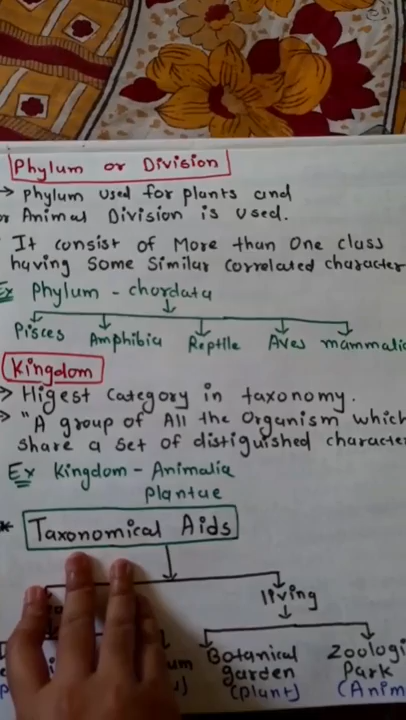 Phylum or Division
→ Phylum used for plants and
or Animal Division is used.
It consist of More than One class
having Some Similar Correlated character
Ex Phylum - chordata
Pisces Amphibia Reptile Aves mammalia
Kingdom
→ Higest Category in taxonomy.
→ "A group of All the Organism which
share a set of distiguished character
Ex Kingdom - Animalia
Plantae
* Taxonomical Aids
living
Botanical Zoologi
garden Park
(Plant) (Anim